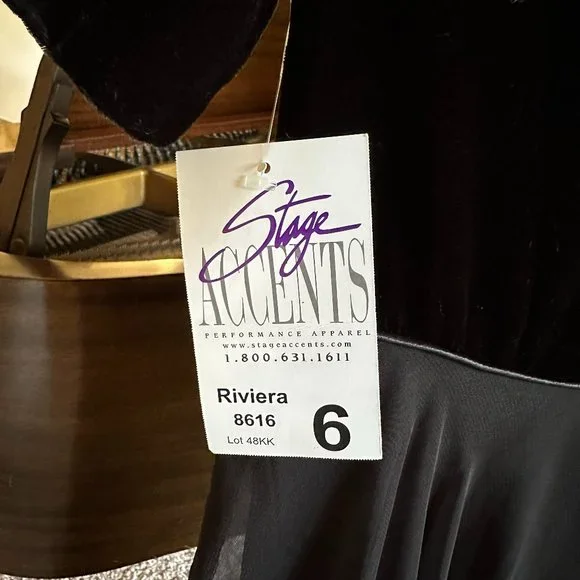 Stage
ACCENTS
PERFORMANCE APPAREL
www.stageaccents.com
1.800.631.1611
Riviera
8616
6
Lot 48KK